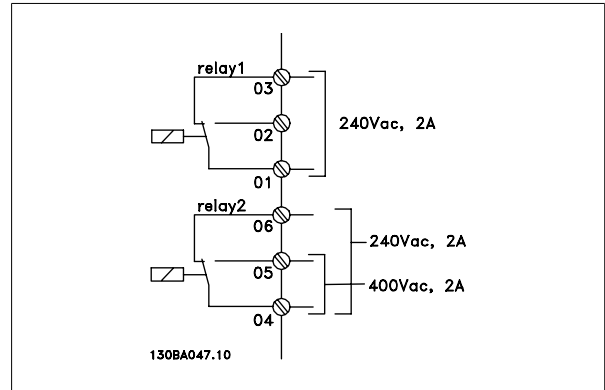 relay1
03
240Vac, 2A
02
01
relay2
06
240Vac, 2A
05
400Vac, 2A
04
130BA047.10